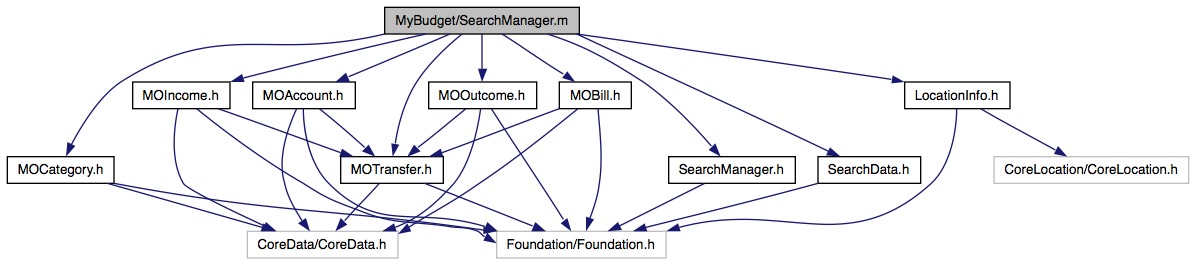 MyBudget/SearchManager.m
MOIncome.h
MOAccount.h
MOOutcome.h
MOBill.h
LocationInfo.h
MOCategory.h
MOTransfer.h
SearchManager.h
SearchData.h
CoreLocation/CoreLocation.h
CoreData/CoreData.h
Foundation/Foundation.h